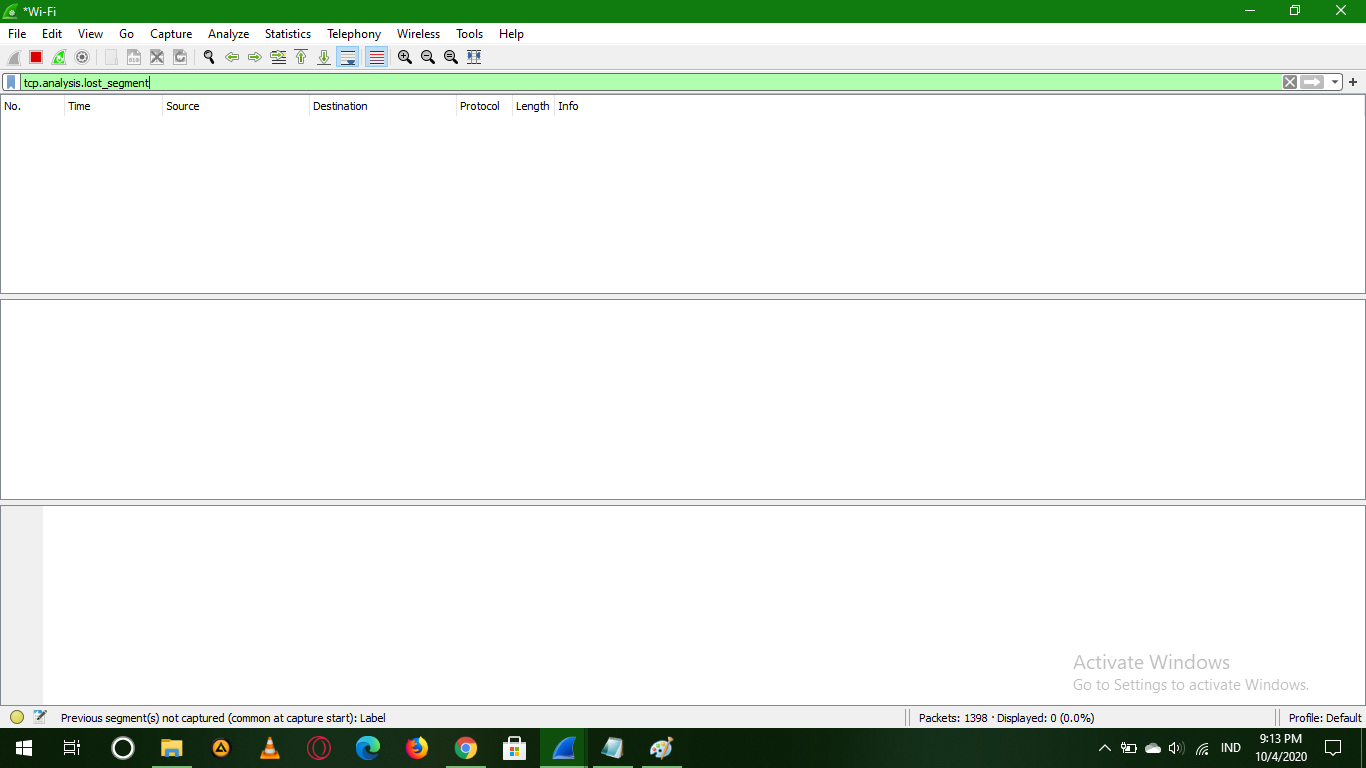 *Wi-Fi
File Edit View Go Capture Analyze Statistics Telephony Wireless Tools Help
tcp.analysis.lost_segment
No. Time Source Destination Protocol Length Info
Activate Windows
Go to Settings to activate Windows.
Previous segment(s) not captured (common at capture start): Label Packets: 1398 · Displayed: 0 (0.0%) Profile: Default
IND
9:13 PM
10/4/2020